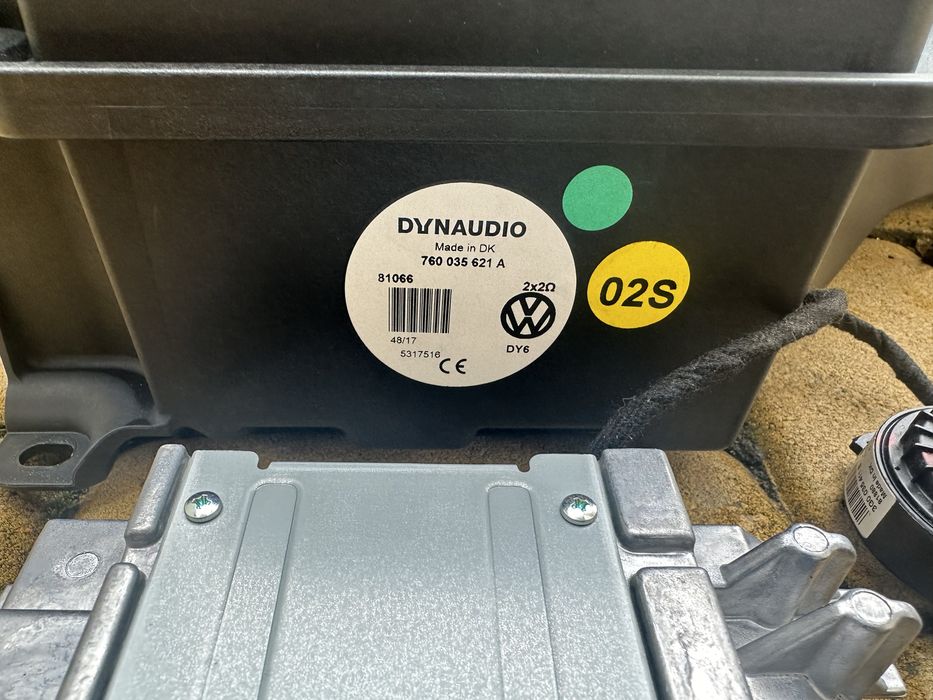 DYNAUDIO
Made in DK
760 035 621 A
81066
2x2Ω
48/17
DY6
5317516
CE
02S